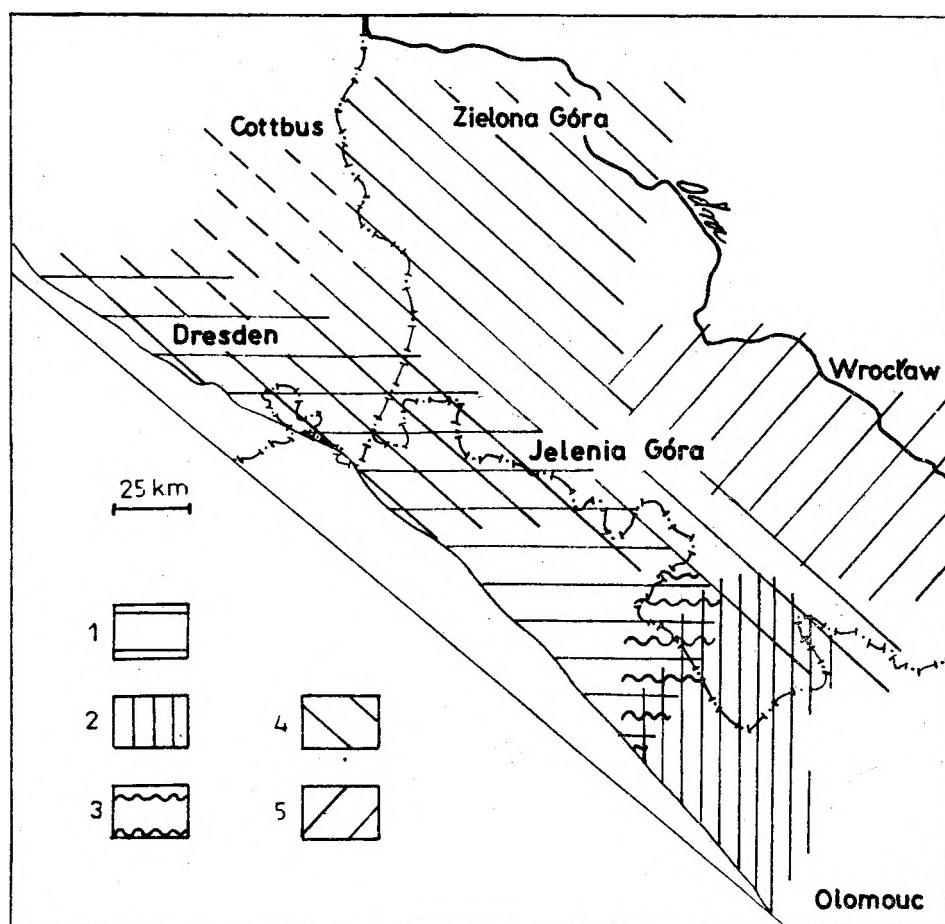 Cottbus
Zielona Góra
Odra
Dresden
Wrocław
Jelenia Góra
25 km
1
2
3
4
5
Olomouc